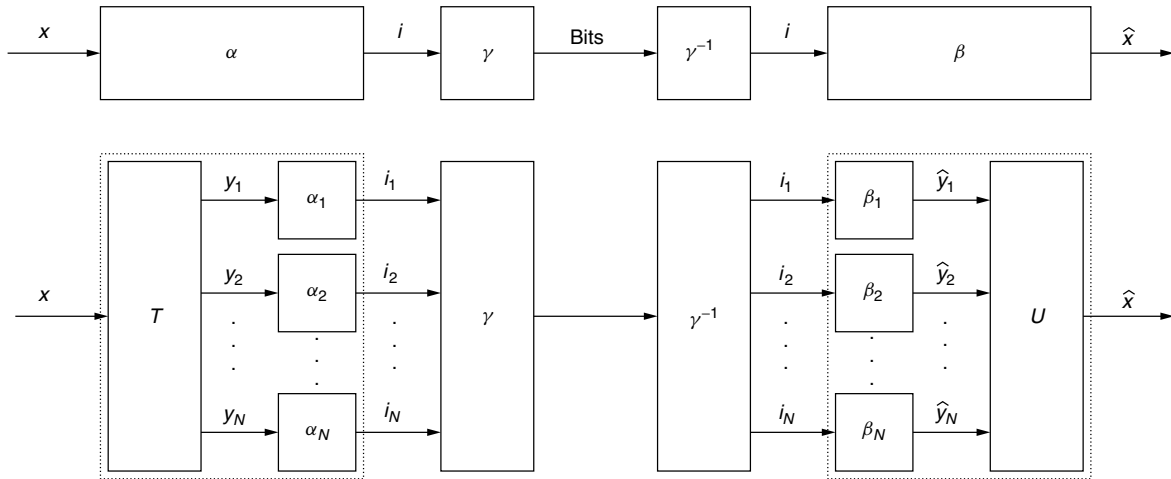 x α i γ Bits γ⁻¹ i β x̂
y₁ α₁ i₁ i₁ β₁ ŷ₁
y₂ α₂ i₂ i₂ β₂ ŷ₂
x T γ γ⁻¹ U x̂
y_N α_N i_N i_N β_N ŷ_N